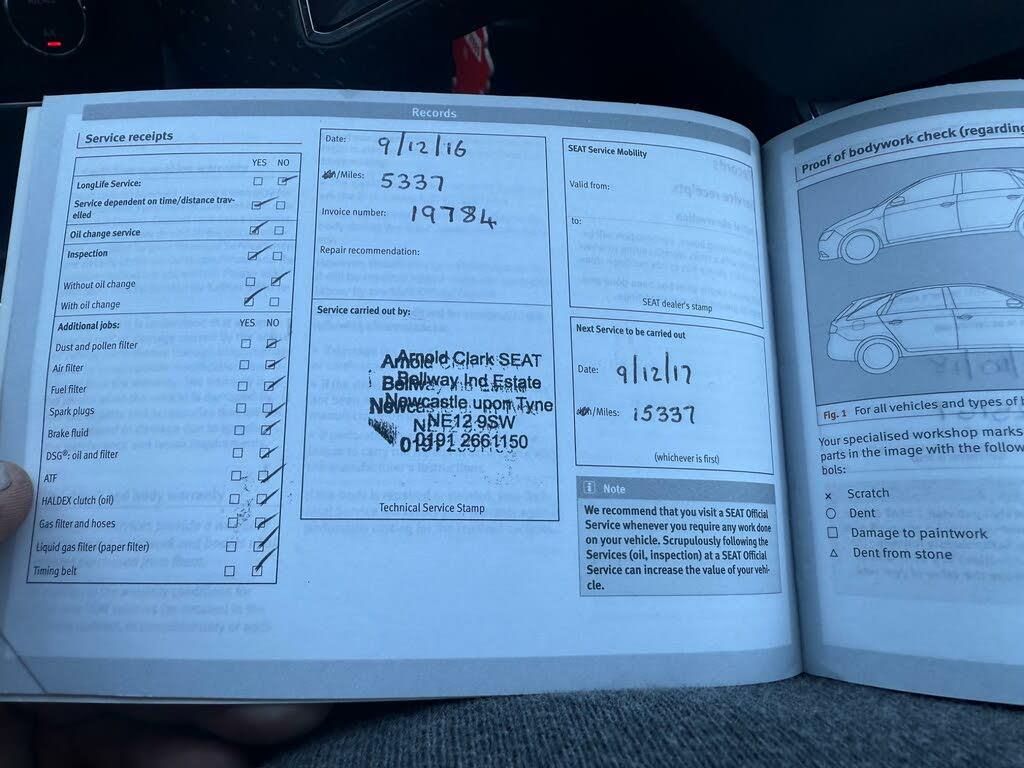 Records
Service receipts
YES NO
LongLife Service:
Service dependent on time/distance trav-
elled
Oil change service
Inspection
Without oil change
With oil change
Additional jobs: YES NO
Dust and pollen filter
Air filter
Fuel filter
Spark plugs
Brake fluid
DSG®: oil and filter
ATF
HALDEX clutch (oil)
Gas filter and hoses
Liquid gas filter (paper filter)
Timing belt
Date: 9/12/16
/Miles: 5337
Invoice number: 19784
Repair recommendation:
Service carried out by:
Arnold Clark SEAT
Bellway Ind Estate
Newcastle upon Tyne
NE12 9SW
0191 2661150
Technical Service Stamp
SEAT Service Mobility
Valid from:
to:
SEAT dealer's stamp
Next Service to be carried out
Date: 9/12/17
/Miles: 15337
(whichever is first)
i Note
We recommend that you visit a SEAT Official
Service whenever you require any work done
on your vehicle. Scrupulously following the
Services (oil, inspection) at a SEAT Official
Service can increase the value of your vehi-
cle.
Proof of bodywork check (regarding
Fig. 1 For all vehicles and types of
Your specialised workshop marks
parts in the image with the follow
bols:
× Scratch
○ Dent
□ Damage to paintwork
△ Dent from stone